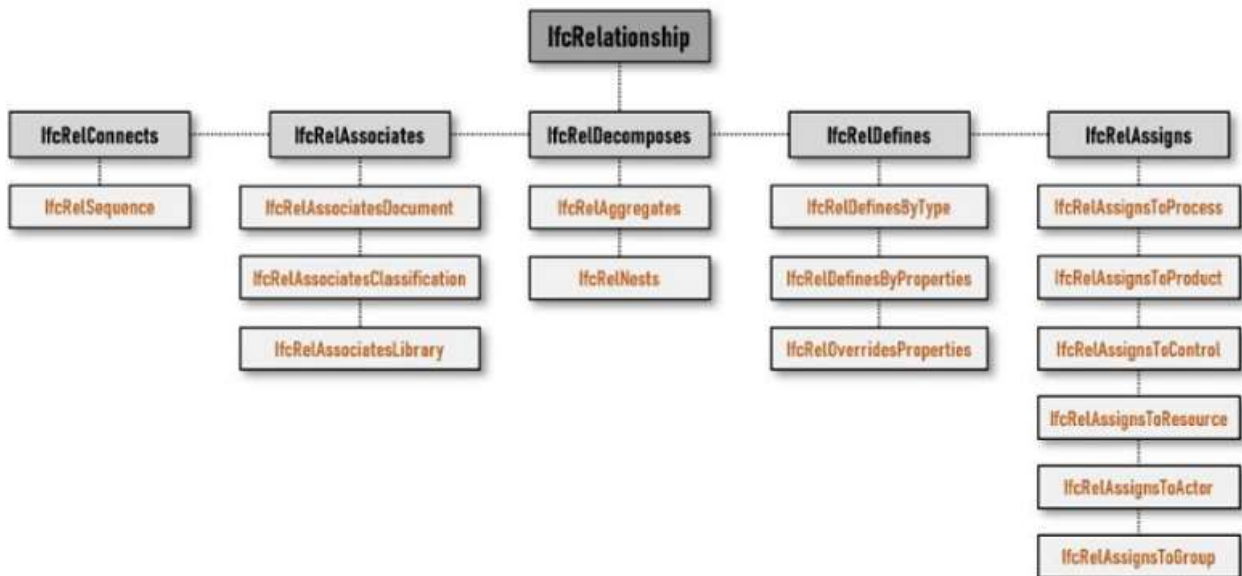 IfcRelationship
IfcRelConnects
IfcRelAssociates
IfcRelDecomposes
IfcRelDefines
IfcRelAssigns
IfcRelSequence
IfcRelAssociatesDocument
IfcRelAggregates
IfcRelDefinesByType
IfcRelAssignsToProcess
IfcRelAssociatesClassification
IfcRelNests
IfcRelDefinesByProperties
IfcRelAssignsToProduct
IfcRelAssociatesLibrary
IfcRelOverridesProperties
IfcRelAssignsToControl
IfcRelAssignsToResource
IfcRelAssignsToActor
IfcRelAssignsToGroup